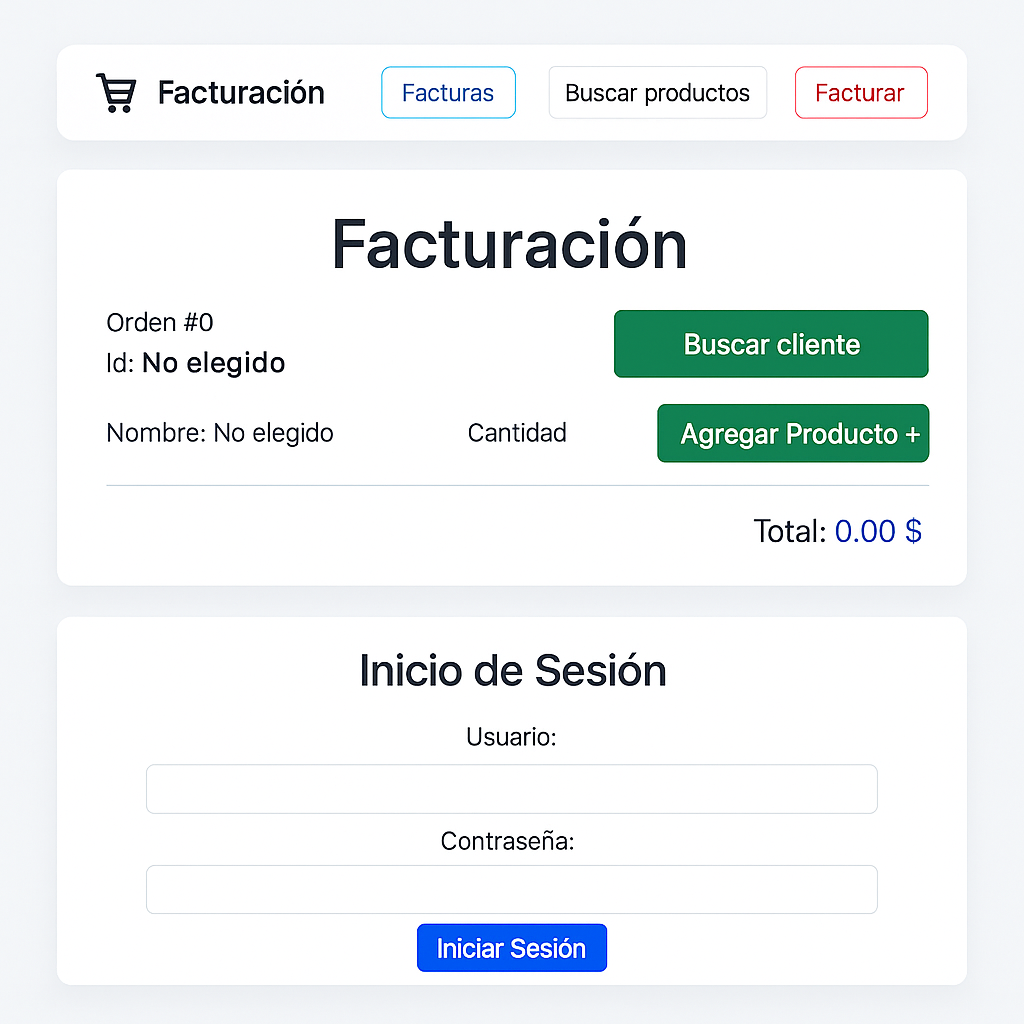 Facturación Facturas Buscar productos Facturar
Facturación
Orden #0
Id: No elegido
Buscar cliente
Nombre: No elegido Cantidad Agregar Producto +
Total: 0.00 $
Inicio de Sesión
Usuario:
Contraseña:
Iniciar Sesión